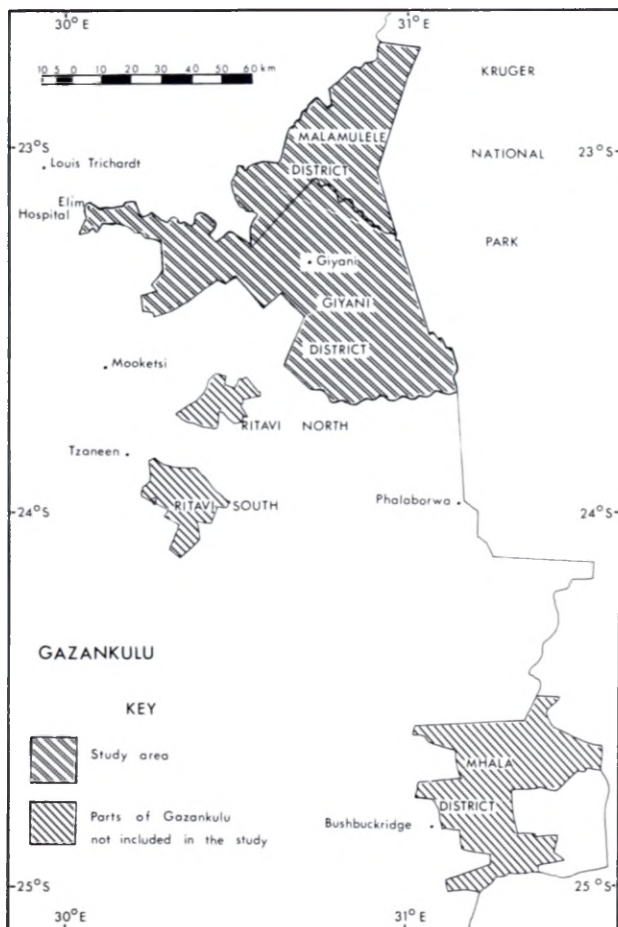 30°E 31°E
10 5 0 10 20 30 40 50 60 km
KRUGER
MALAMULELE
NATIONAL
23°S 23°S
Louis Trichardt
DISTRICT
Elim
Hospital
PARK
Giyani
GIYANI
DISTRICT
Mooketsi
RITAVI NORTH
Tzaneen
RITAVI SOUTH
Phalaborwa
24°S 24°S
GAZANKULU
KEY
Study area
MHALA
Parts of Gazankulu
not included in the study
DISTRICT
Bushbuckridge
25°S 25°S
30°E 31°E